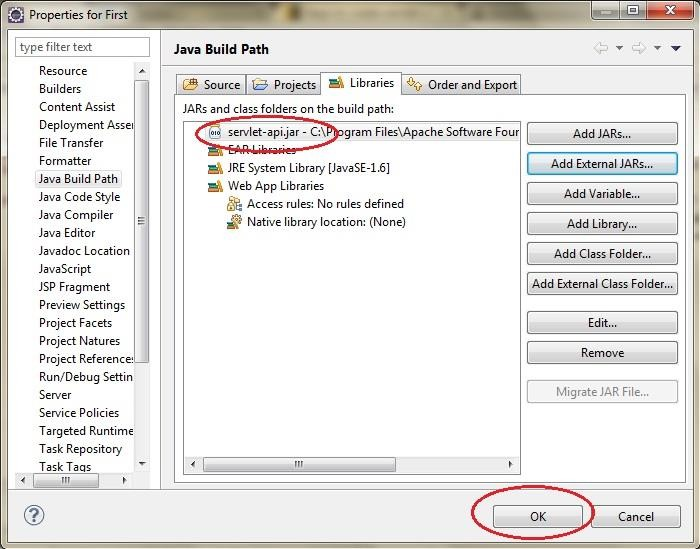 Properties for First
type filter text
Resource
Builders
Content Assist
Deployment Asse
File Transfer
Formatter
Java Build Path
Java Code Style
Java Compiler
Java Editor
Javadoc Location
JavaScript
JSP Fragment
Preview Settings
Project Facets
Project Natures
Project Reference
Run/Debug Settin
Server
Service Policies
Targeted Runtime
Task Repository
Task Tags
Java Build Path
Source Projects Libraries Order and Export
JARs and class folders on the build path:
servlet-api.jar - C:\Program Files\Apache Software Four
EAR Libraries
JRE System Library [JavaSE-1.6]
Web App Libraries
Access rules: No rules defined
Native library location: (None)
Add JARs...
Add External JARs...
Add Variable...
Add Library...
Add Class Folder...
Add External Class Folder...
Edit...
Remove
Migrate JAR File...
?
OK
Cancel